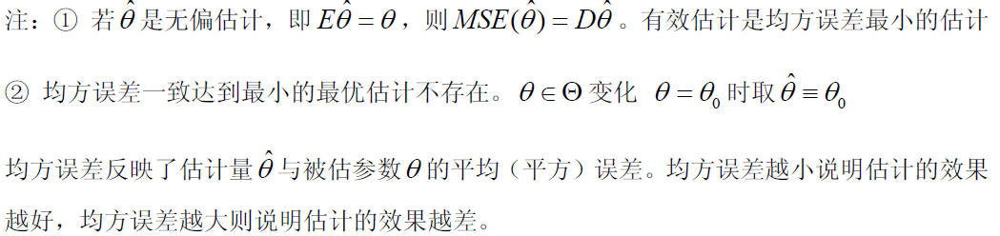 注：① 若 $\hat{\theta}$ 是无偏估计，即 $E\hat{\theta}=\theta$，则 $MSE(\hat{\theta})=D\hat{\theta}$。有效估计是均方误差最小的估计
② 均方误差一致达到最小的最优估计不存在。$\theta\in\Theta$ 变化 $\theta=\theta_0$ 时取 $\hat{\theta}\equiv\theta_0$
均方误差反映了估计量 $\hat{\theta}$ 与被估参数 $\theta$ 的平均（平方）误差。均方误差越小说明估计的效果
越好，均方误差越大则说明估计的效果越差。